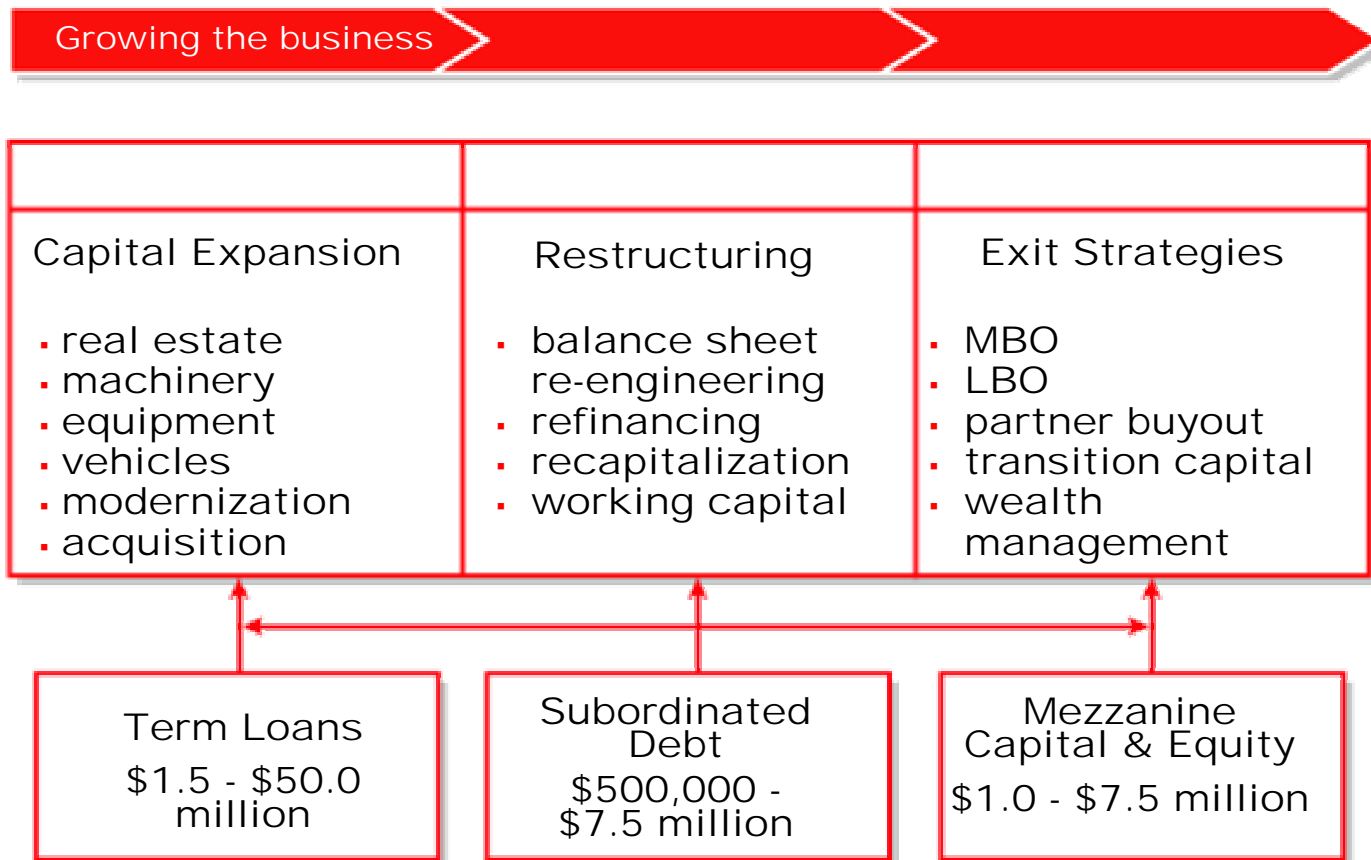 Growing the business
Capital Expansion
▪ real estate
▪ machinery
▪ equipment
▪ vehicles
▪ modernization
▪ acquisition
Restructuring
▪ balance sheet
re-engineering
▪ refinancing
▪ recapitalization
▪ working capital
Exit Strategies
▪ MBO
▪ LBO
▪ partner buyout
▪ transition capital
▪ wealth
management
Term Loans
$1.5 - $50.0
million
Subordinated
Debt
$500,000 -
$7.5 million
Mezzanine
Capital & Equity
$1.0 - $7.5 million